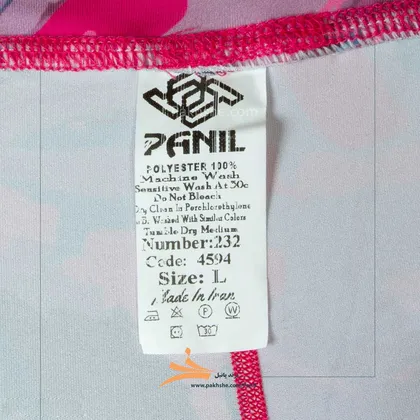 PANIL
POLYESTER 100%
Machine Wash
Sensitive Wash At 30c
Do Not Bleach
Dry Clean In Perchlorethylene
B. Washed With Similar Colors
Tumble Dry Medium
Number:232
Code: 4594
Size: L
Made In Iran
P W
www.pakhshe.com